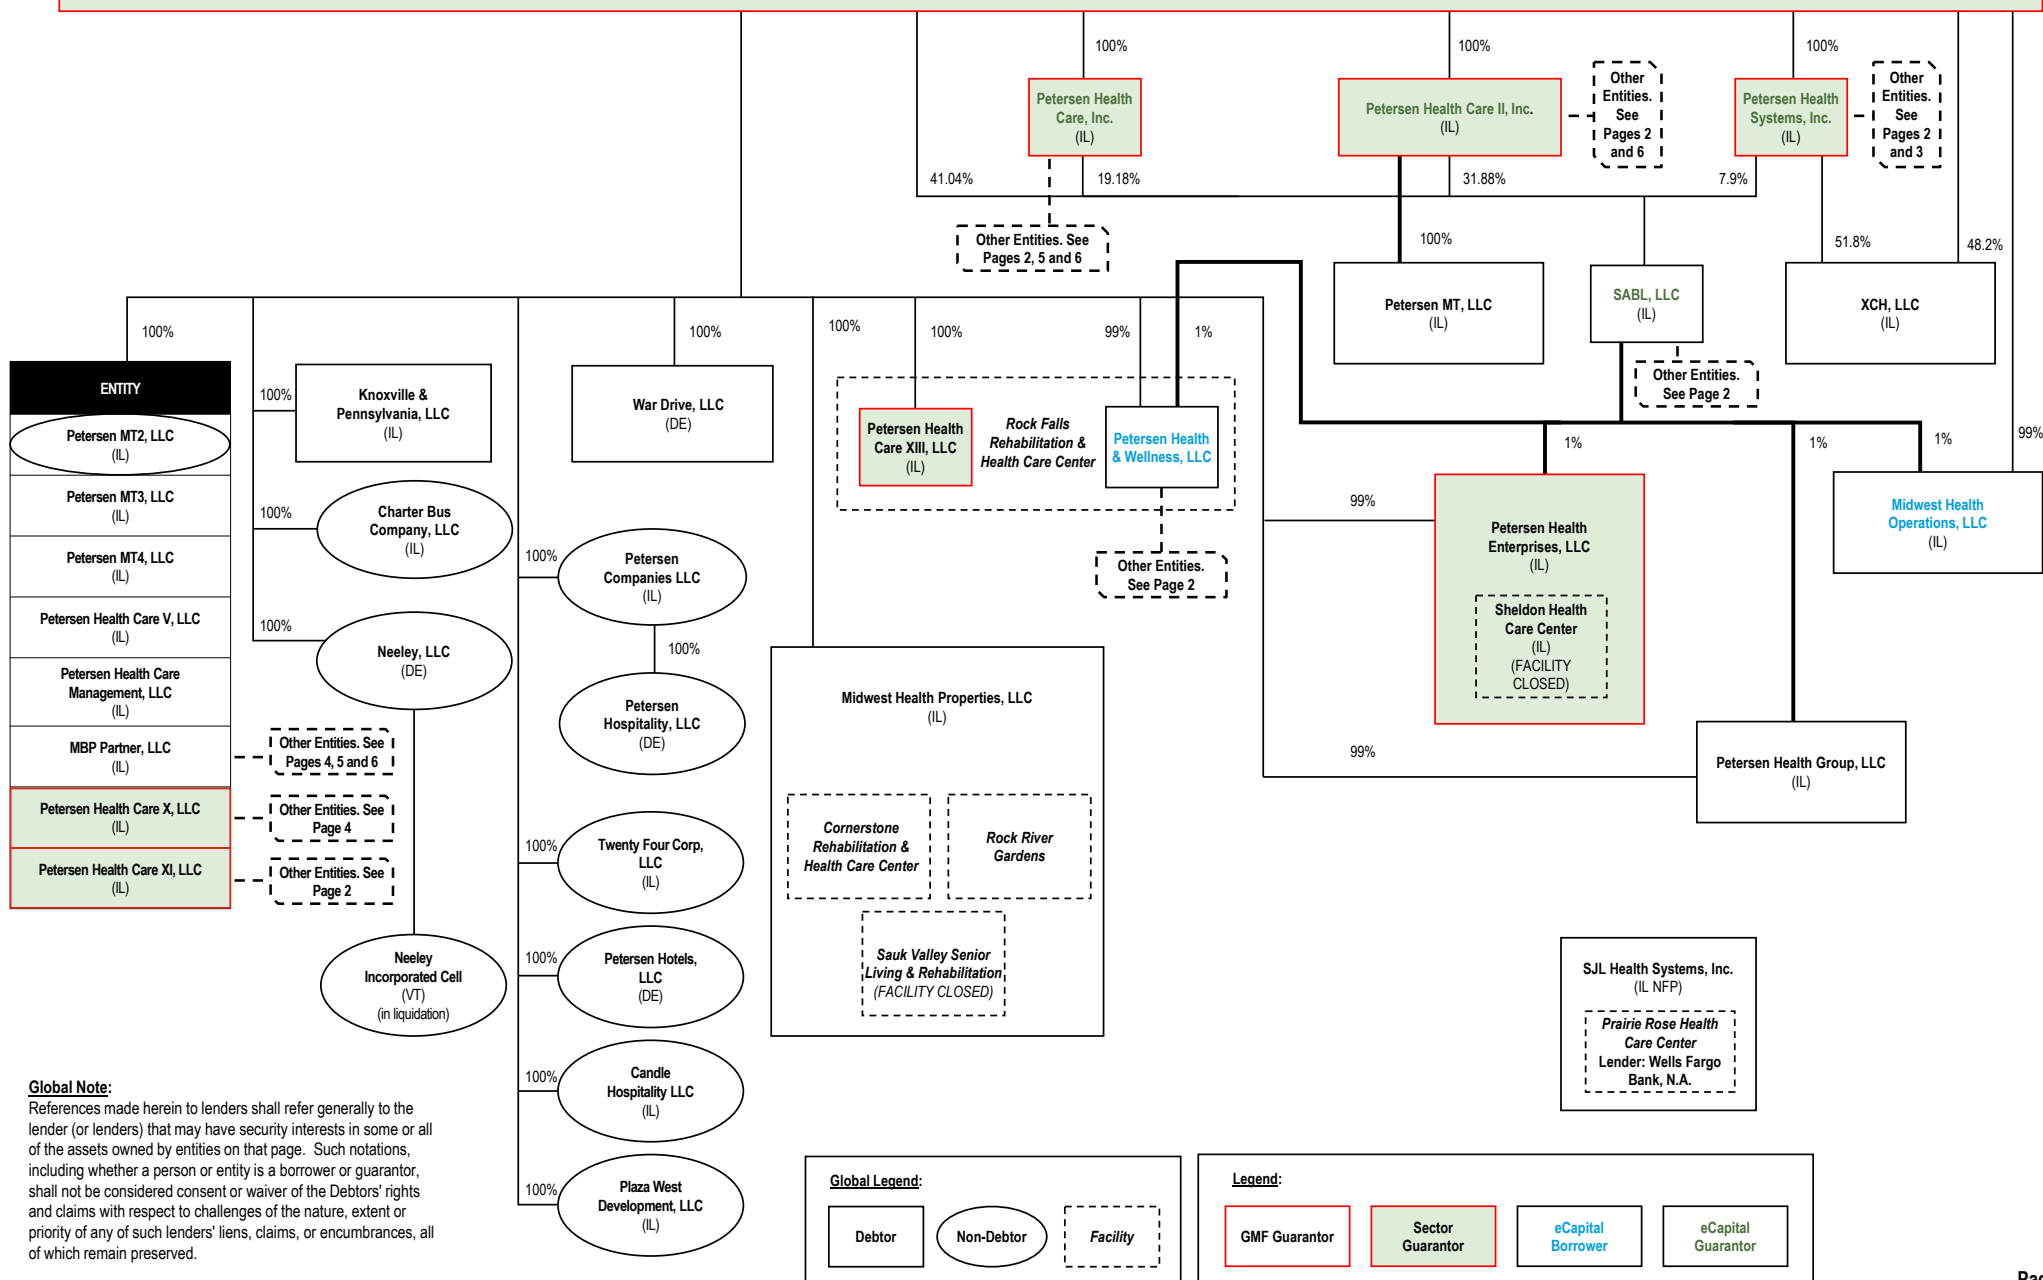 100%
100%
100%
Petersen Health
Care, Inc.
(IL)
Petersen Health Care II, Inc.
(IL)
Other
Entities.
See
Pages 2
and 6
Petersen Health
Systems, Inc.
(IL)
Other
Entities.
See
Pages 2
and 3
41.04%
19.18%
31.88%
7.9%
Other Entities. See
Pages 2, 5 and 6
100%
51.8%
48.2%
Petersen MT, LLC
(IL)
SABL, LLC
(IL)
XCH, LLC
(IL)
Other Entities.
See Page 2
100%
100%
100%
100%
99%
1%
ENTITY
Petersen MT2, LLC
(IL)
Petersen MT3, LLC
(IL)
Petersen MT4, LLC
(IL)
Petersen Health Care V, LLC
(IL)
Petersen Health Care
Management, LLC
(IL)
MBP Partner, LLC
(IL)
Petersen Health Care X, LLC
(IL)
Petersen Health Care XI, LLC
(IL)
Other Entities. See
Pages 4, 5 and 6
Other Entities. See
Page 4
Other Entities. See
Page 2
100%
Knoxville &
Pennsylvania, LLC
(IL)
100%
Charter Bus
Company, LLC
(IL)
100%
Neeley, LLC
(DE)
Neeley
Incorporated Cell
(VT)
(in liquidation)
War Drive, LLC
(DE)
100%
Petersen
Companies LLC
(IL)
100%
Petersen
Hospitality, LLC
(DE)
100%
Twenty Four Corp,
LLC
(IL)
100%
Petersen Hotels,
LLC
(DE)
100%
Candle
Hospitality LLC
(IL)
100%
Plaza West
Development, LLC
(IL)
Petersen Health
Care XIII, LLC
(IL)
Rock Falls
Rehabilitation &
Health Care Center
Petersen Health
& Wellness, LLC
Other Entities.
See Page 2
Midwest Health Properties, LLC
(IL)
Cornerstone
Rehabilitation &
Health Care Center
Rock River
Gardens
Sauk Valley Senior
Living & Rehabilitation
(FACILITY CLOSED)
1%
1%
1%
99%
99%
Petersen Health
Enterprises, LLC
(IL)
Sheldon Health
Care Center
(IL)
(FACILITY
CLOSED)
Midwest Health
Operations, LLC
(IL)
99%
Petersen Health Group, LLC
(IL)
SJL Health Systems, Inc.
(IL NFP)
Prairie Rose Health
Care Center
Lender: Wells Fargo
Bank, N.A.
Global Note:
References made herein to lenders shall refer generally to the
lender (or lenders) that may have security interests in some or all
of the assets owned by entities on that page. Such notations,
including whether a person or entity is a borrower or guarantor,
shall not be considered consent or waiver of the Debtors' rights
and claims with respect to challenges of the nature, extent or
priority of any of such lenders' liens, claims, or encumbrances, all
of which remain preserved.
Global Legend:
Debtor
Non-Debtor
Facility
Legend:
GMF Guarantor
Sector
Guarantor
eCapital
Borrower
eCapital
Guarantor